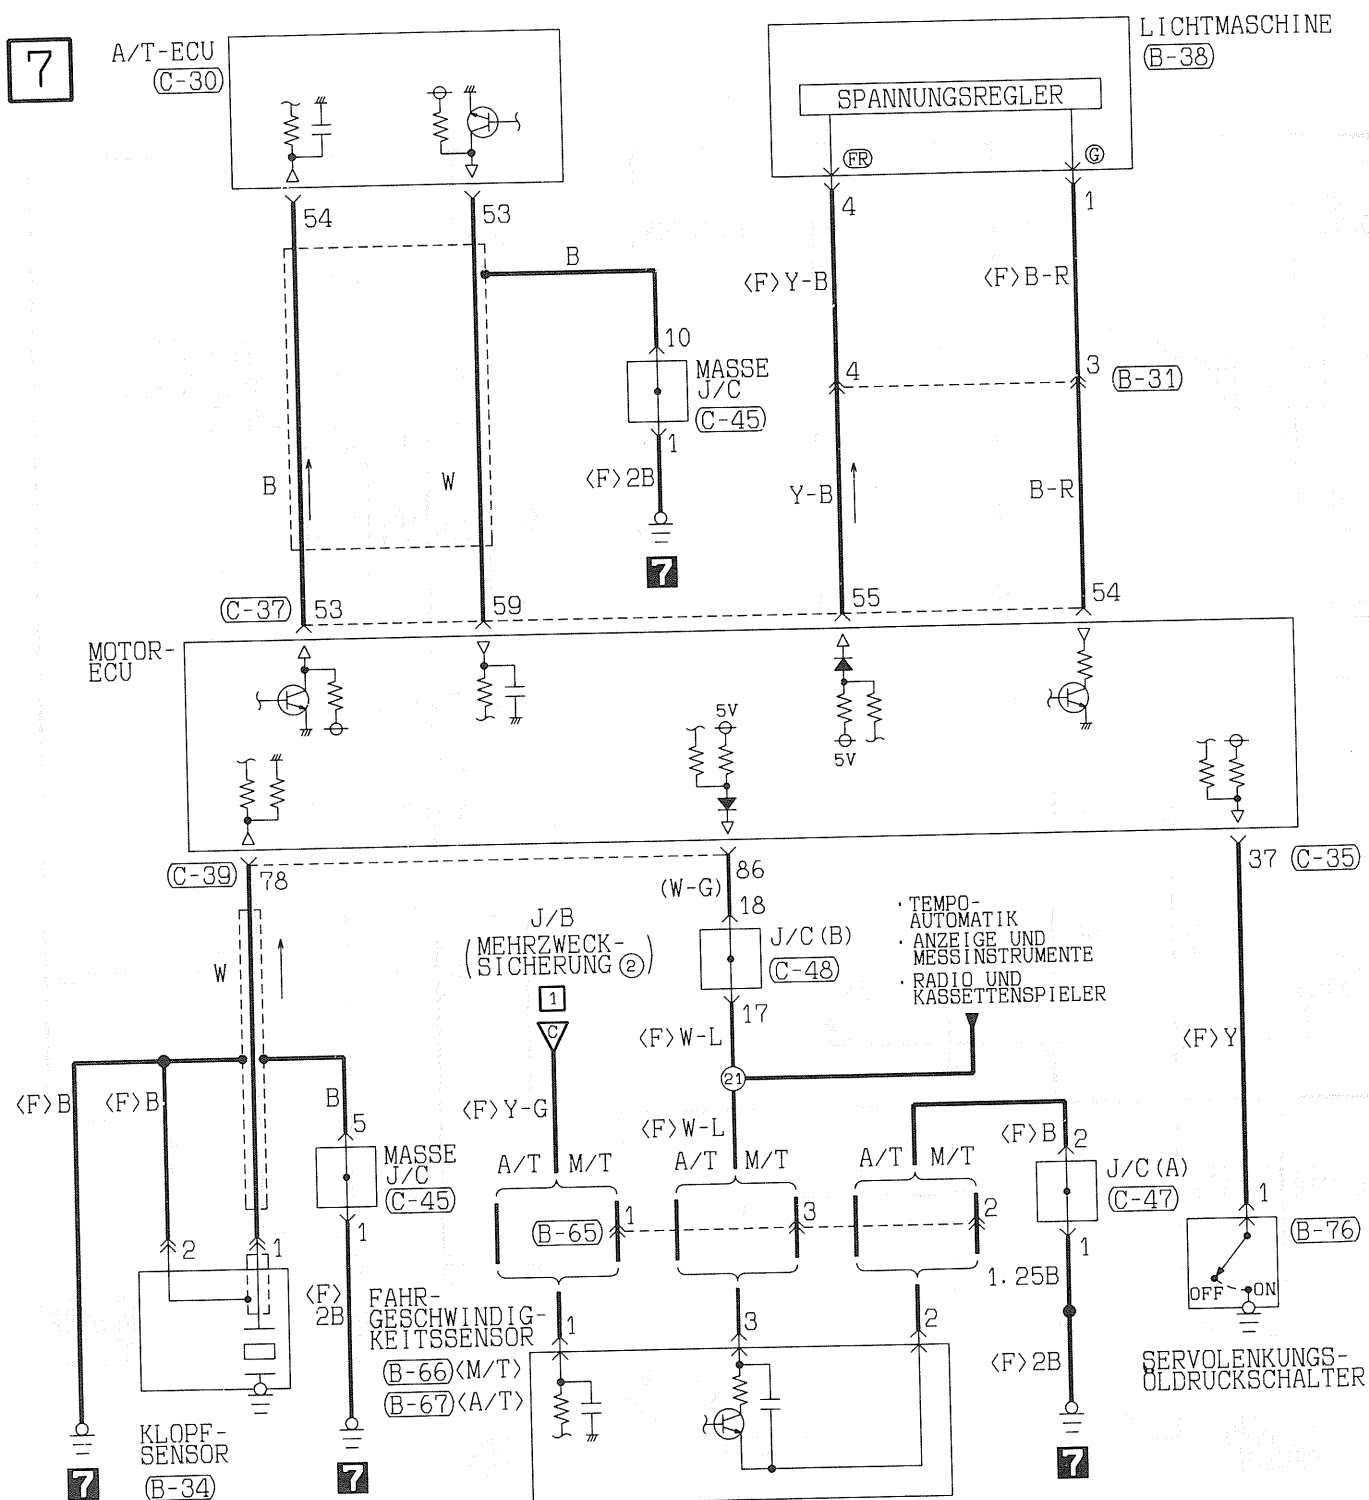 7
A/T-ECU
(C-30)
LICHTMASCHINE
(B-38)
SPANNUNGSREGLER
FR
G
54
53
4
1
B
<F>Y-B
<F>B-R
10
MASSE
J/C
(C-45)
4
3
(B-31)
1
B
W
<F>2B
Y-B
B-R
7
(C-37)
53
59
55
54
MOTOR-
ECU
5V
5V
(C-39)
78
86
37
(C-35)
(W-G)
18
J/B
(MEHRZWECK-
SICHERUNG ②)
J/C(B)
(C-48)
· TEMPO-
AUTOMATIK
· ANZEIGE UND
MESSINSTRUMENTE
· RADIO UND
KASSETTENSPIELER
W
1
C
17
<F>W-L
<F>Y
21
<F>B
<F>B
B
<F>Y-G
<F>W-L
<F>B
5
2
MASSE
J/C
(C-45)
A/T
M/T
A/T
M/T
A/T
M/T
J/C(A)
(C-47)
1
1
(B-65)
1
3
2
1
(B-76)
2
1
<F>
2B
1.25B
OFF
ON
FAHR-
GESCHWINDIG-
KEITSSENSOR
(B-66)<M/T>
(B-67)<A/T>
1
3
2
<F>2B
SERVOLENKUNGS-
ÖLDRUCKSCHALTER
KLOPF-
SENSOR
(B-34)
7
7
7